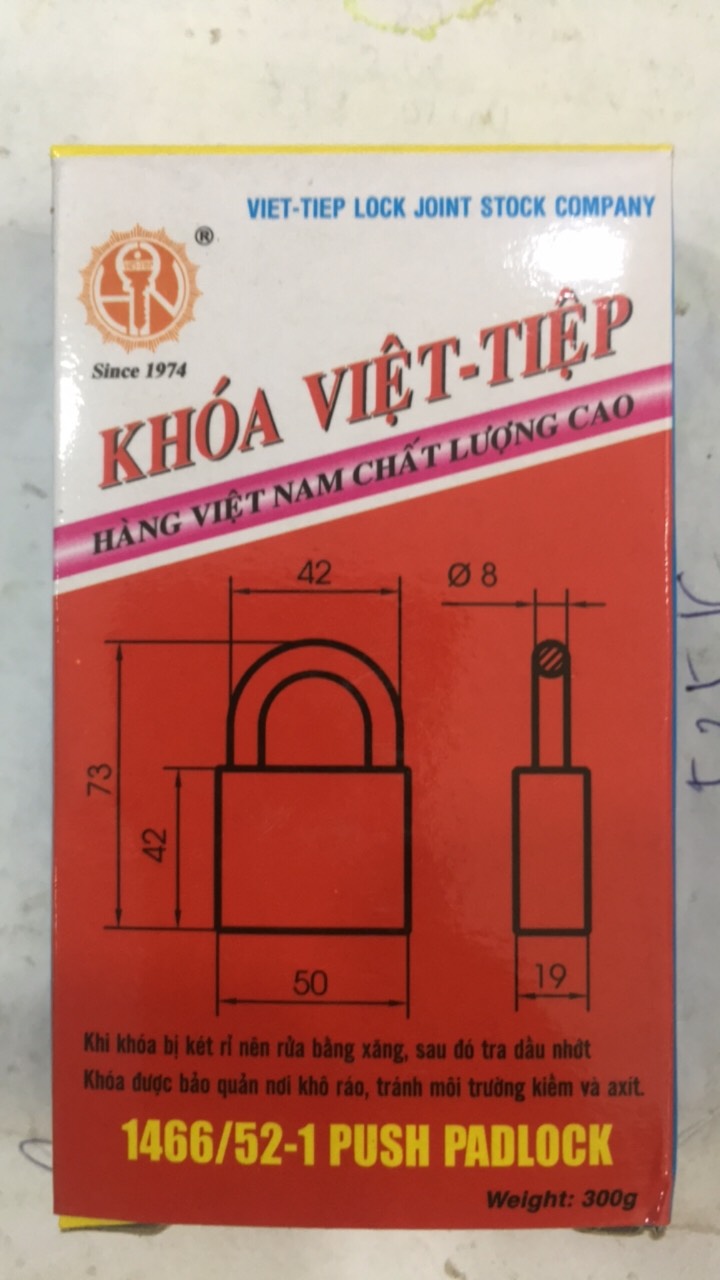 VIET-TIEP LOCK JOINT STOCK COMPANY
®
Since 1974
KHÓA VIỆT-TIỆP
HÀNG VIỆT NAM CHẤT LƯỢNG CAO
42
Ø 8
73
42
50
19
Khi khóa bị két rỉ nên rửa bằng xăng, sau đó tra dầu nhớt
Khóa được bảo quản nơi khô ráo, tránh môi trường kiềm và axít.
1466/52-1 PUSH PADLOCK
Weight: 300g